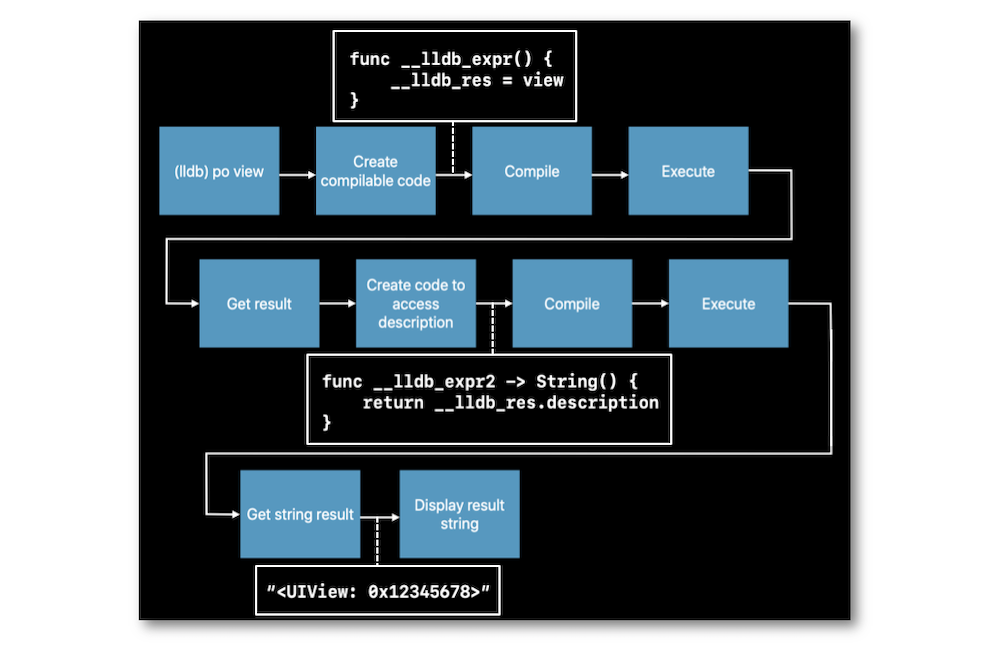 func __lldb_expr() {
    __lldb_res = view
}
(lldb) po view
Create
compilable code
Compile
Execute
Get result
Create code to
access
description
Compile
Execute
func __lldb_expr2 -> String() {
    return __lldb_res.description
}
Get string result
Display result
string
"<UIView: 0x12345678>"